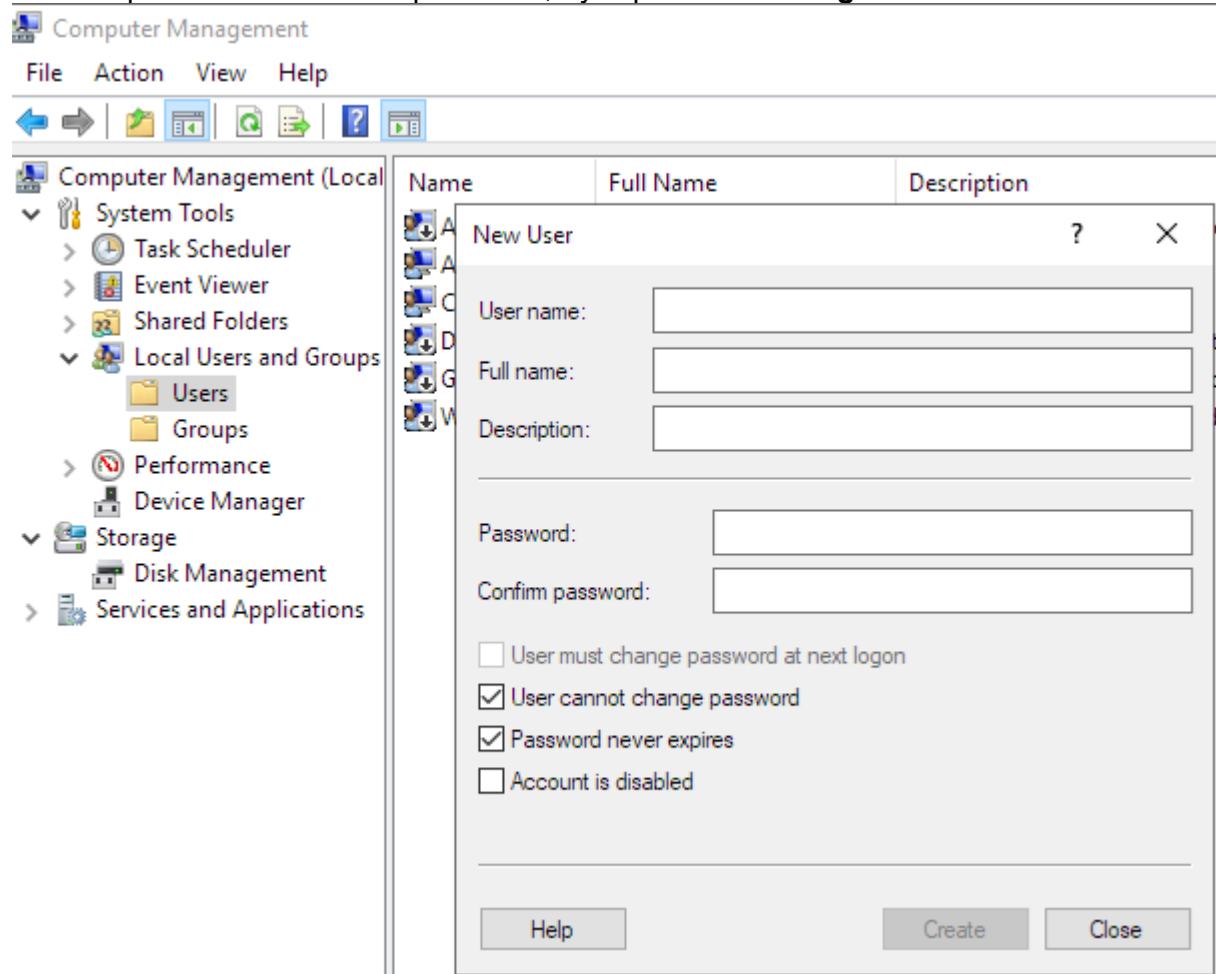 Computer Management
File Action View Help
Computer Management (Local
System Tools
Task Scheduler
Event Viewer
Shared Folders
Local Users and Groups
Users
Groups
Performance
Device Manager
Storage
Disk Management
Services and Applications
Name Full Name Description
A
A
C
D
G
W
New User ? X
User name:
Full name:
Description:
Password:
Confirm password:
User must change password at next logon
User cannot change password
Password never expires
Account is disabled
Help Create Close